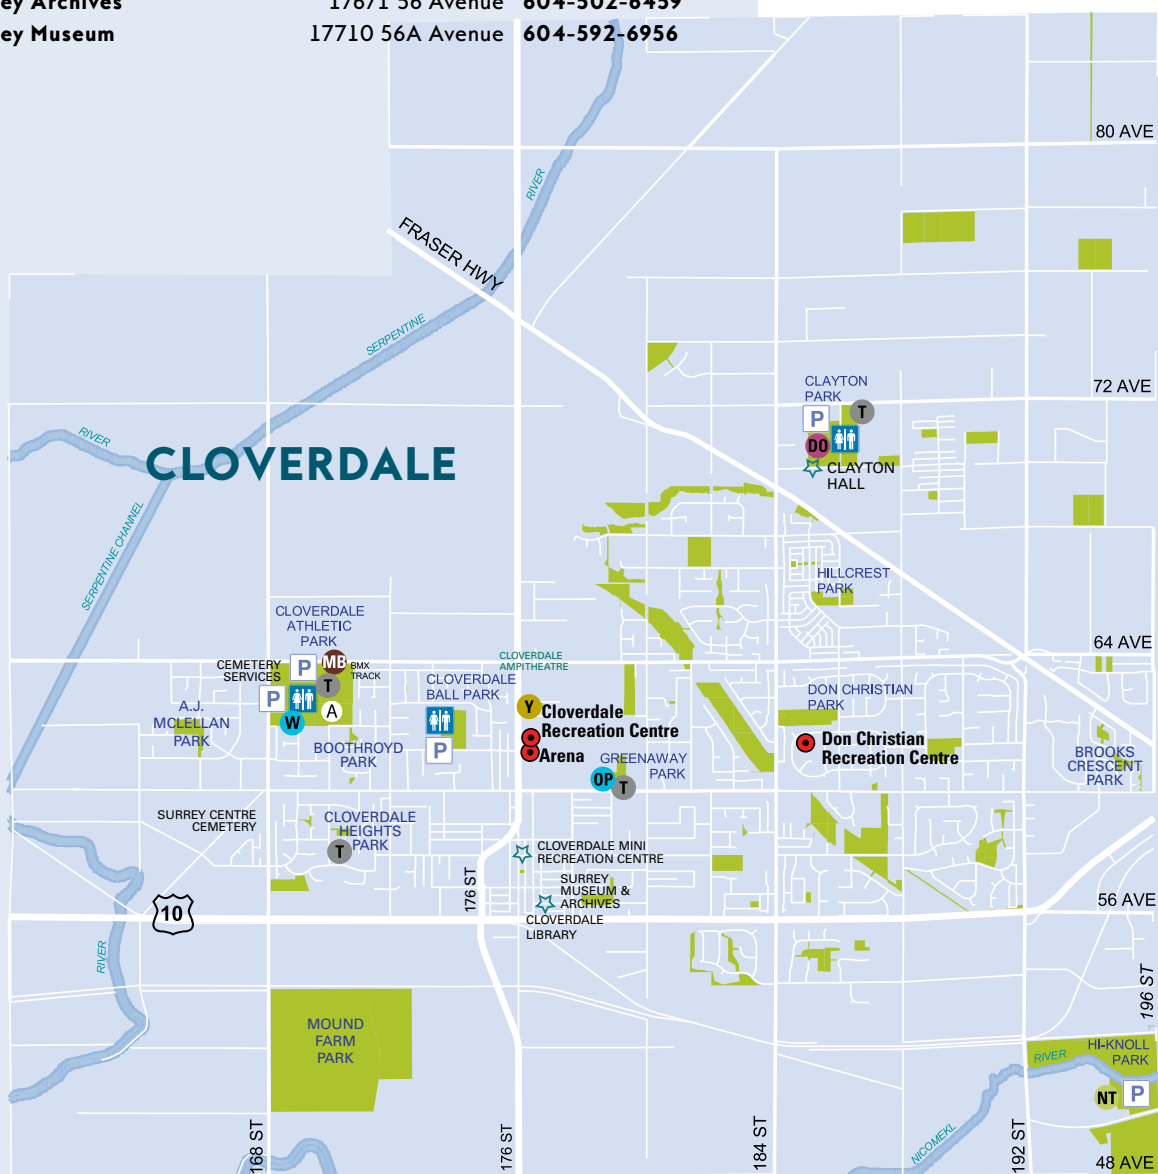 ey Archives 17671 56 Avenue 604-502-6459
ey Museum 17710 56A Avenue 604-592-6956
80 AVE
RIVER
FRASER HWY
SERPENTINE
72 AVE
CLAYTON
PARK
P
T
DO
CLAYTON
HALL
RIVER
CLOVERDALE
SERPENTINE CHANNEL
HILLCREST
PARK
CLOVERDALE
ATHLETIC
PARK
64 AVE
CEMETERY
SERVICES
P
MB
BMX
TRACK
T
P
W
A
CLOVERDALE
AMPITHEATRE
CLOVERDALE
BALL PARK
P
A.J.
MCLELLAN
PARK
BOOTHROYD
PARK
Y
Cloverdale
Recreation Centre
Arena
DON CHRISTIAN
PARK
Don Christian
Recreation Centre
GREENAWAY
PARK
OP
T
BROOKS
CRESCENT
PARK
SURREY CENTRE
CEMETERY
CLOVERDALE
HEIGHTS
PARK
T
CLOVERDALE MINI
RECREATION CENTRE
176 ST
SURREY
MUSEUM &
ARCHIVES
CLOVERDALE
LIBRARY
56 AVE
10
RIVER
196 ST
MOUND
FARM
PARK
HI-KNOLL
PARK
RIVER
NT
P
168 ST
176 ST
184 ST
NICOMEKL
192 ST
48 AVE